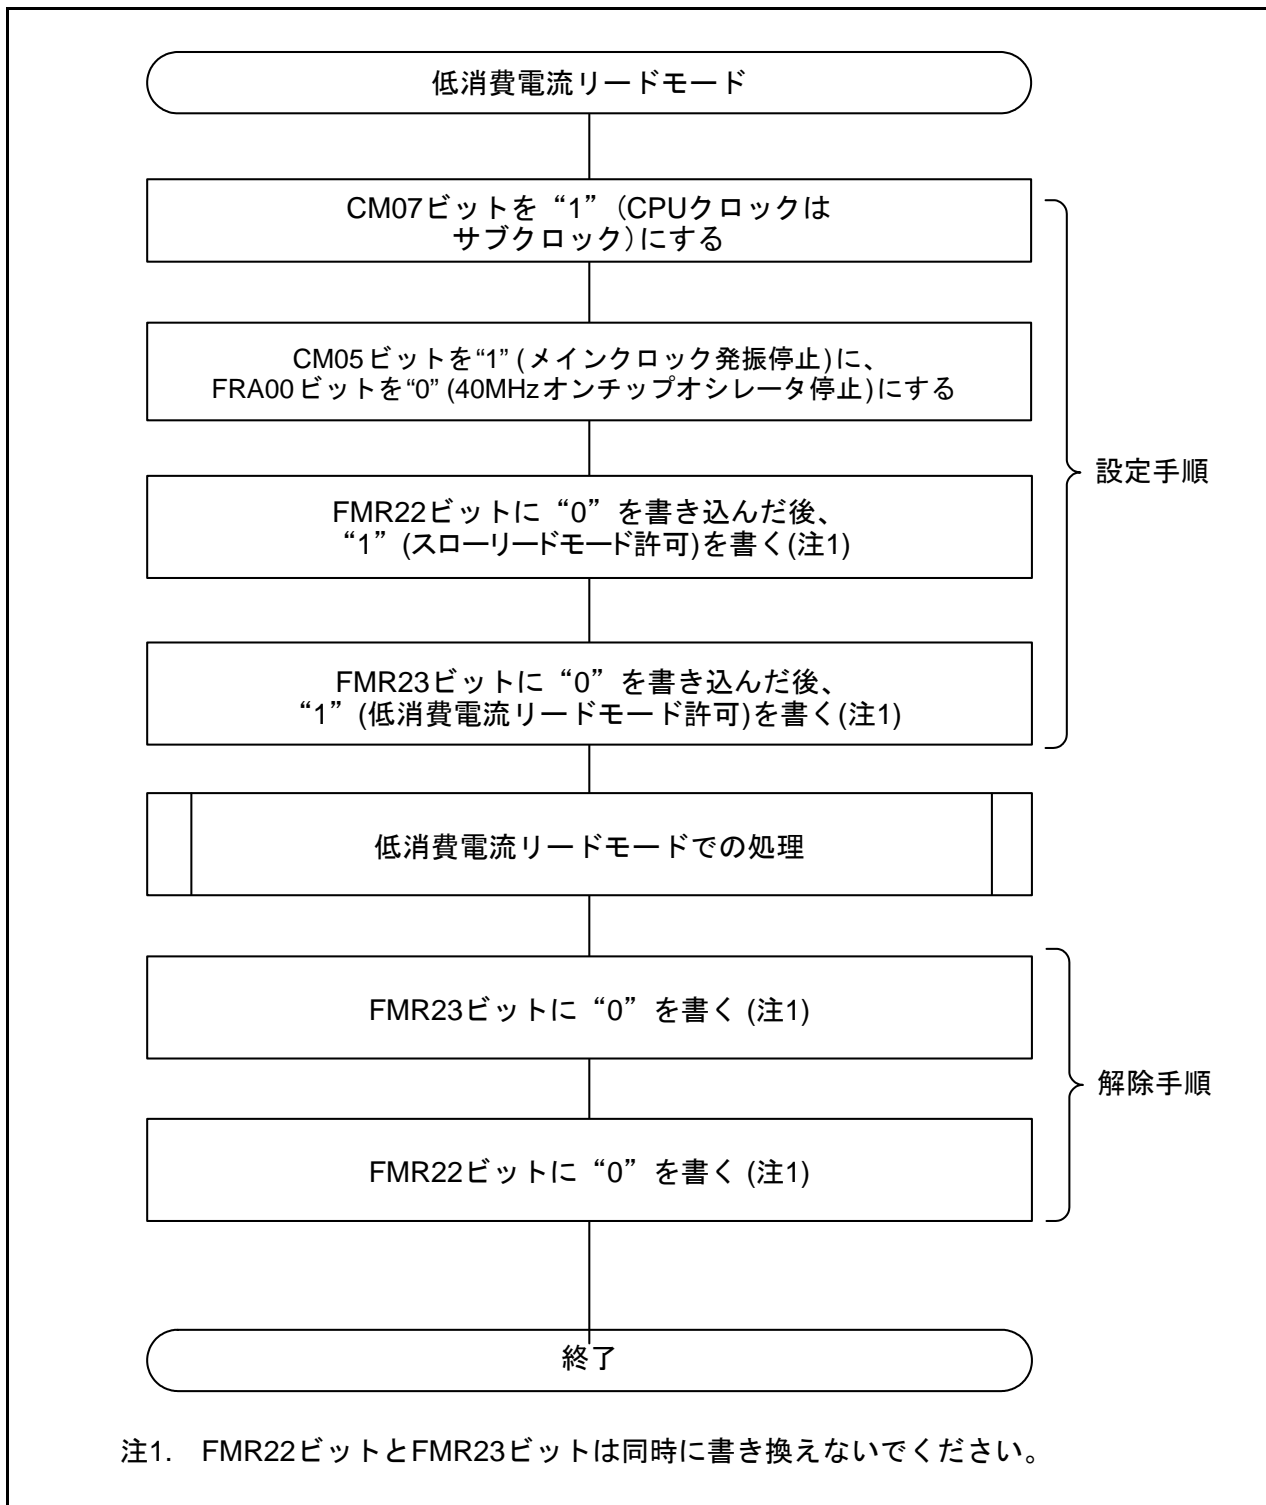 低消費電流リードモード
CM07ビットを“1”(CPUクロックは
サブクロック)にする
CM05ビットを“1” (メインクロック発振停止)に、
FRA00ビットを“0” (40MHzオンチップオシレータ停止)にする
FMR22ビットに“0”を書き込んだ後、
“1” (スローリードモード許可)を書く(注1)
設定手順
FMR23ビットに“0”を書き込んだ後、
“1” (低消費電流リードモード許可)を書く(注1)
低消費電流リードモードでの処理
FMR23ビットに“0”を書く (注1)
解除手順
FMR22ビットに“0”を書く (注1)
終了
注1. FMR22ビットとFMR23ビットは同時に書き換えないでください。